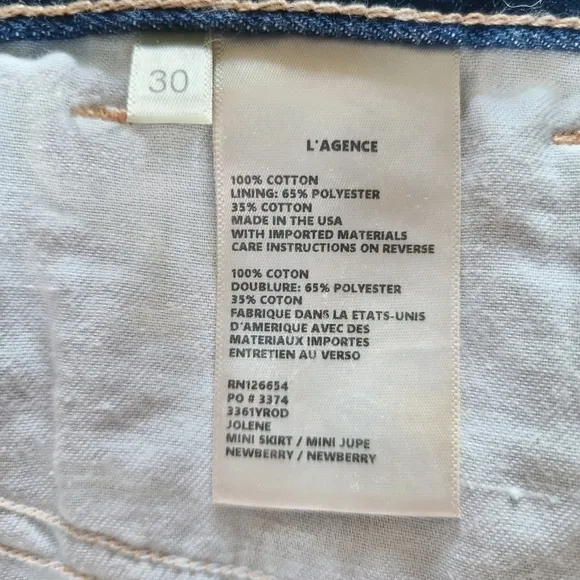 30
L'AGENCE
100% COTTON
LINING: 65% POLYESTER
35% COTTON
MADE IN THE USA
WITH IMPORTED MATERIALS
CARE INSTRUCTIONS ON REVERSE
100% COTON
DOUBLURE: 65% POLYESTER
35% COTON
FABRIQUE DANS LA ETATS-UNIS
D'AMERIQUE AVEC DES
MATERIAUX IMPORTES
ENTRETIEN AU VERSO
RN126654
PO # 3374
3361YROD
JOLENE
MINI SKIRT / MINI JUPE
NEWBERRY / NEWBERRY